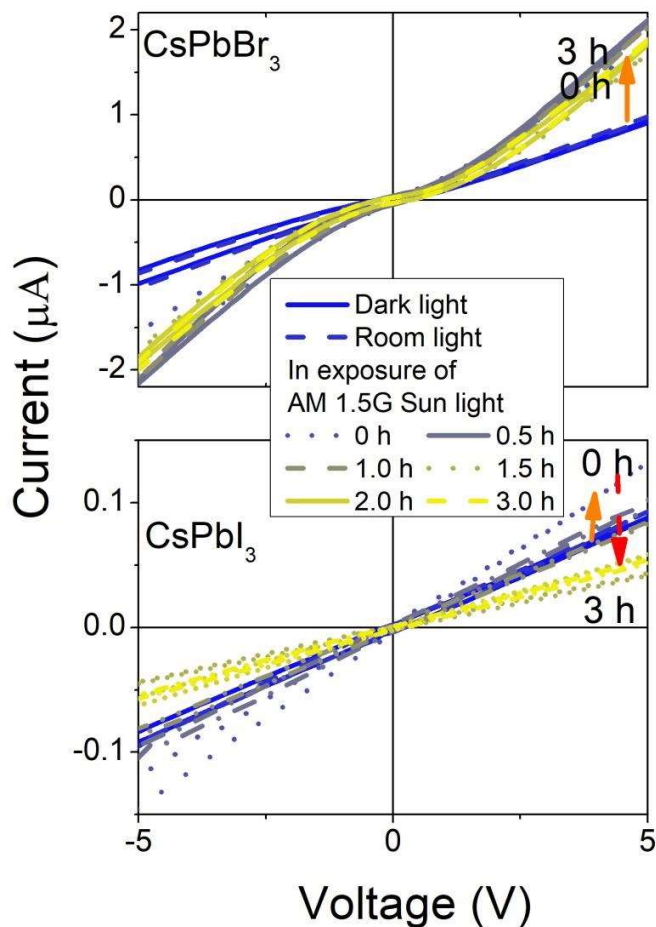 CsPbBr₃
3 h
0 h
2
1
0
-1
-2
Dark light
Room light
In exposure of
AM 1.5G Sun light
0 h 0.5 h
1.0 h 1.5 h
2.0 h 3.0 h
Current (μA)
CsPbI₃
0 h
3 h
0.1
0.0
-0.1
-5 0 5
Voltage (V)